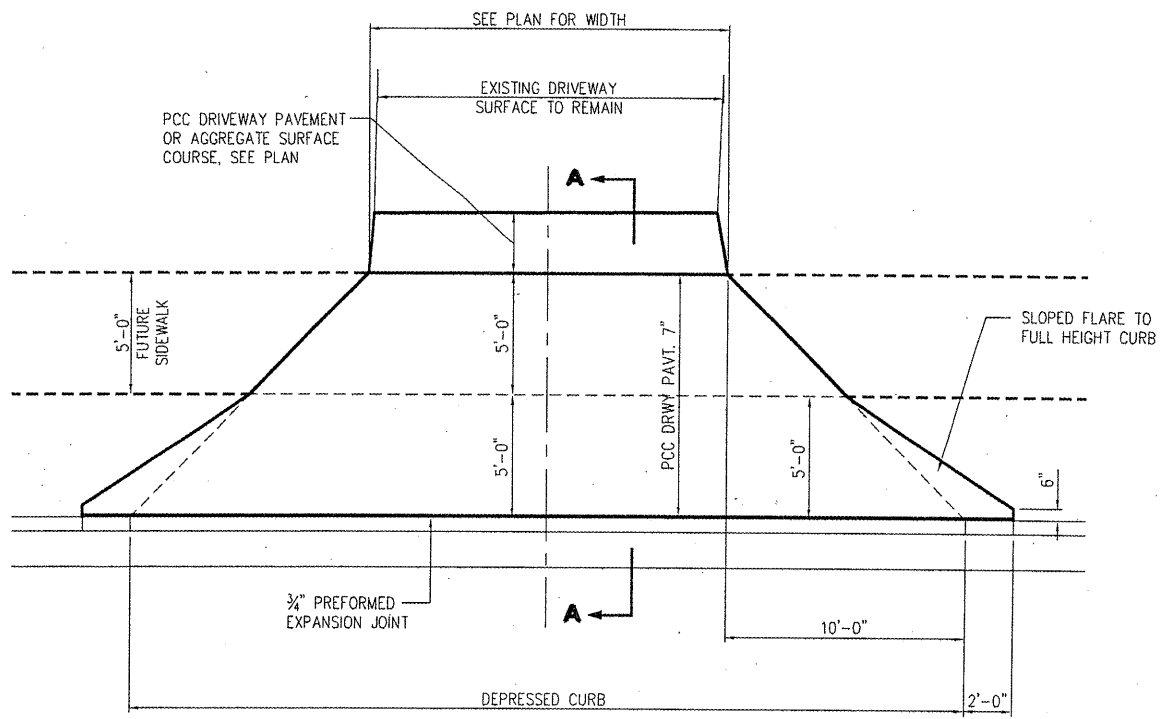 SEE PLAN FOR WIDTH
EXISTING DRIVEWAY
SURFACE TO REMAIN
PCC DRIVEWAY PAVEMENT
OR AGGREGATE SURFACE
COURSE, SEE PLAN
A
5'-0"
FUTURE
SIDEWALK
5'-0"
PCC DRWY PAVT. 7"
SLOPED FLARE TO
FULL HEIGHT CURB
5'-0"
5'-0"
6"
¾" PREFORMED
EXPANSION JOINT
A
10'-0"
DEPRESSED CURB
2'-0"